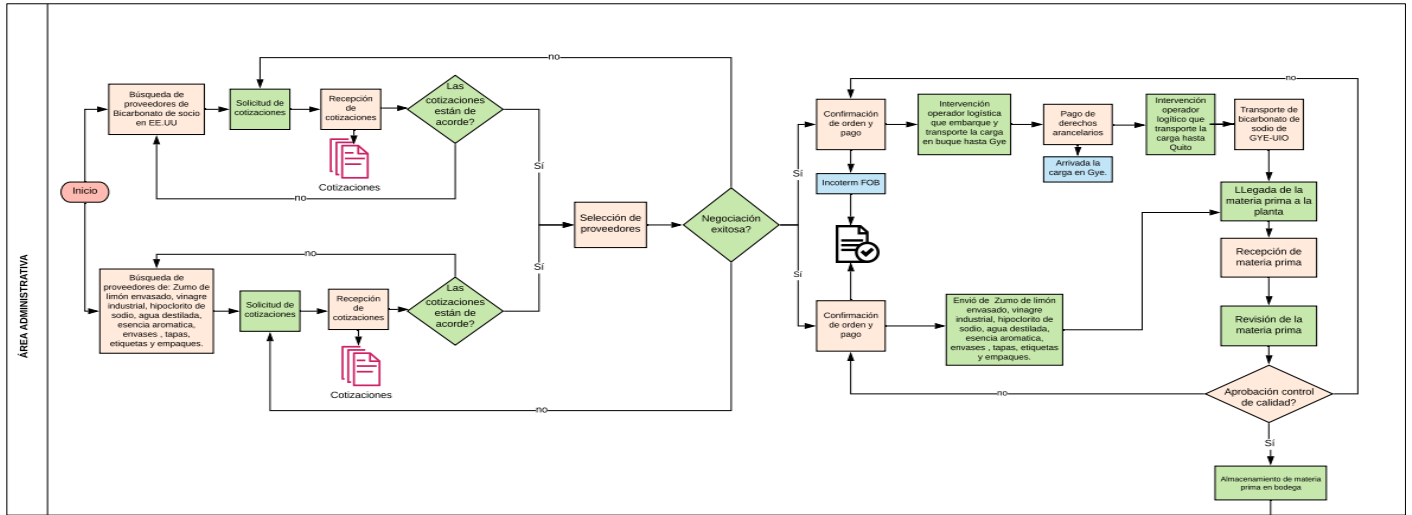 ÁREA ADMINISTRATIVA
Inicio
Búsqueda de
proveedores de
Bicarbonato de socio
en EE.UU
Solicitud de
cotizaciones
Recepción
de
cotizaciones
Cotizaciones
Las
cotizaciones
están de
acorde?
no
no
Sí
Búsqueda de
proveedores de: Zumo de
limón envasado, vinagre
industrial, hipoclorito de
sodio, agua destilada,
esencia aromatica,
envases , tapas,
etiquetas y empaques.
Solicitud de
cotizaciones
Recepción
de
cotizaciones
Cotizaciones
Las
cotizaciones
están de
acorde?
no
Sí
no
Selección de
proveedores
Negociación
exitosa?
Sí
Sí
Confirmación
de orden y
pago
Incoterm FOB
Intervención
operador logística
que embarque y
transporte la carga
en buque hasta Gye
Pago de
derechos
arancelarios
Arrivada la
carga en Gye.
Intervención
operador
logítico que
transporte la
carga hasta
Quito
Transporte de
bicarbonato de
sodio de
GYE-UIO
no
LLegada de la
materia prima a la
planta
Recepción de
materia prima
Revisión de la
materia prima
Confirmación
de orden y
pago
Envió de Zumo de limón
envasado, vinagre
industrial, hipoclorito de
sodio, agua destilada,
esencia aromatica,
envases , tapas, etiquetas
y empaques.
no
Aprobación control
de calidad?
Sí
Almacenamiento de materia
prima en bodega